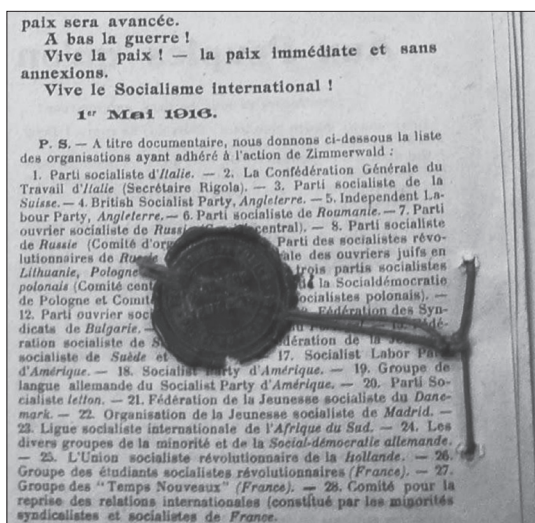 paix sera avancée.
A bas la guerre !
Vive la paix ! — la paix immédiate et sans
annexions.
Vive le Socialisme international !
1er Mai 1916.
P. S. — A titre documentaire, nous donnons ci-dessous la liste
des organisations ayant adhéré à l'action de Zimmerwald :
1. Parti socialiste d'Italie. — 2. La Confédération Générale du
Travail d'Italie (Secrétaire Rigola). — 3. Parti socialiste de la
Suisse. — 4. British Socialist Party, Angleterre. — 5. Independent La-
bour Party, Angleterre. — 6. Parti socialiste de Roumanie. — 7. Parti
ouvrier socialiste de central). — 8. Parti socialiste
de Russie (Comité Parti des socialistes révo-
lutionnaires de des ouvriers juifs en
Lithuanie, Pologne trois partis socialistes
polonais (Comité la Socialdémocratie
de Pologne et socialistes polonais). —
12. Parti ouvrier Fédération des Syn-
dicats de Bulgarie. —
ration socialiste de de la
socialiste de Suède et 17. Socialist Labor
d'Amérique. — 18. Socialist Party d'Amérique. — 19. Groupe de
langue allemande du Socialist Party d'Amérique. — 20. Parti So-
cialiste letton. — 21. Fédération de la Jeunesse socialiste du Dane-
mark. — 22. Organisation de la Jeunesse socialiste de Madrid. —
23. Ligue socialiste internationale de l'Afrique du Sud. — 24. Les
divers groupes de la minorité et de la Social-démocratie allemande.
— 25. L'Union socialiste révolutionnaire de la Hollande. — 26.
Groupe des étudiants socialistes révolutionnaires (France). — 27.
Groupe des "Temps Nouveaux" (France). — 28. Comité pour la
reprise des relations internationales (constitué par les minorités
syndicalistes et socialistes de France.